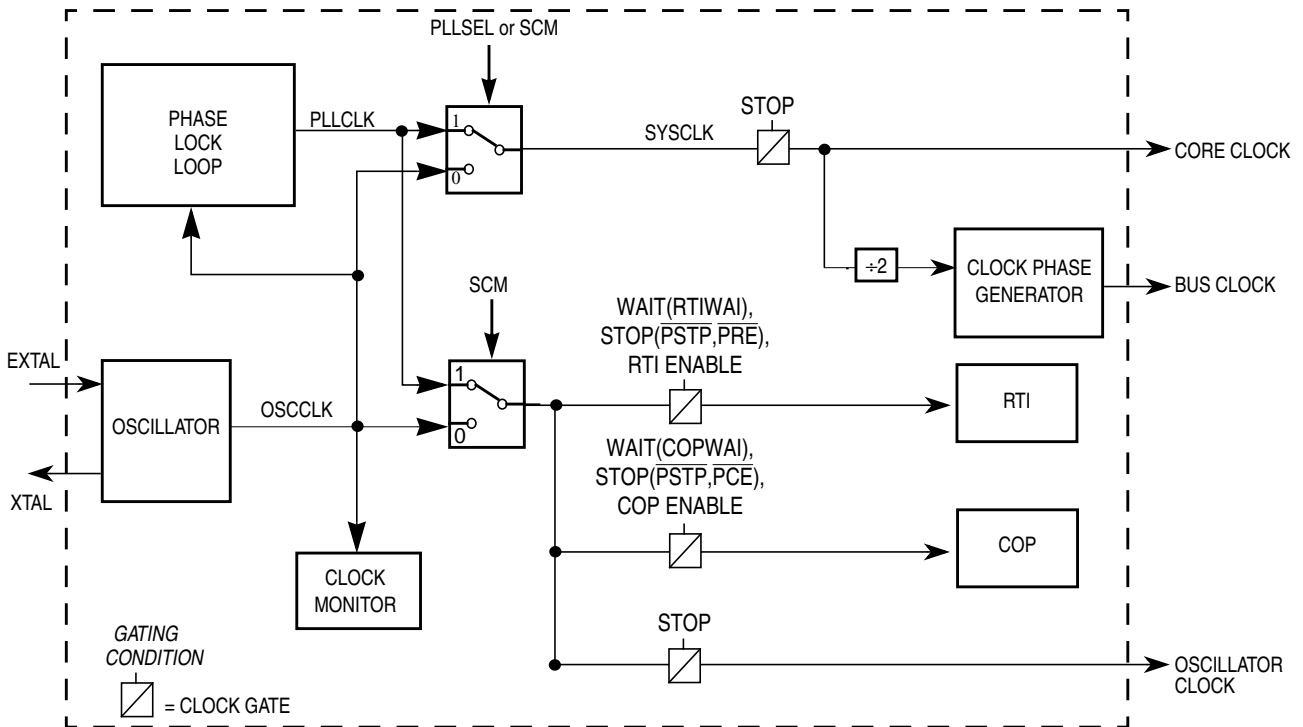 PLLSEL or SCM
PHASE
LOCK
LOOP
PLLCLK
1
0
SYSCLK
STOP
CORE CLOCK
÷2
CLOCK PHASE
GENERATOR
BUS CLOCK
SCM
WAIT(RTIWAI),
STOP(PSTP,PRE),
RTI ENABLE
EXTAL
OSCILLATOR
OSCCLK
1
0
RTI
XTAL
WAIT(COPWAI),
STOP(PSTP,PCE),
COP ENABLE
COP
CLOCK
MONITOR
STOP
OSCILLATOR
CLOCK
GATING
CONDITION
= CLOCK GATE